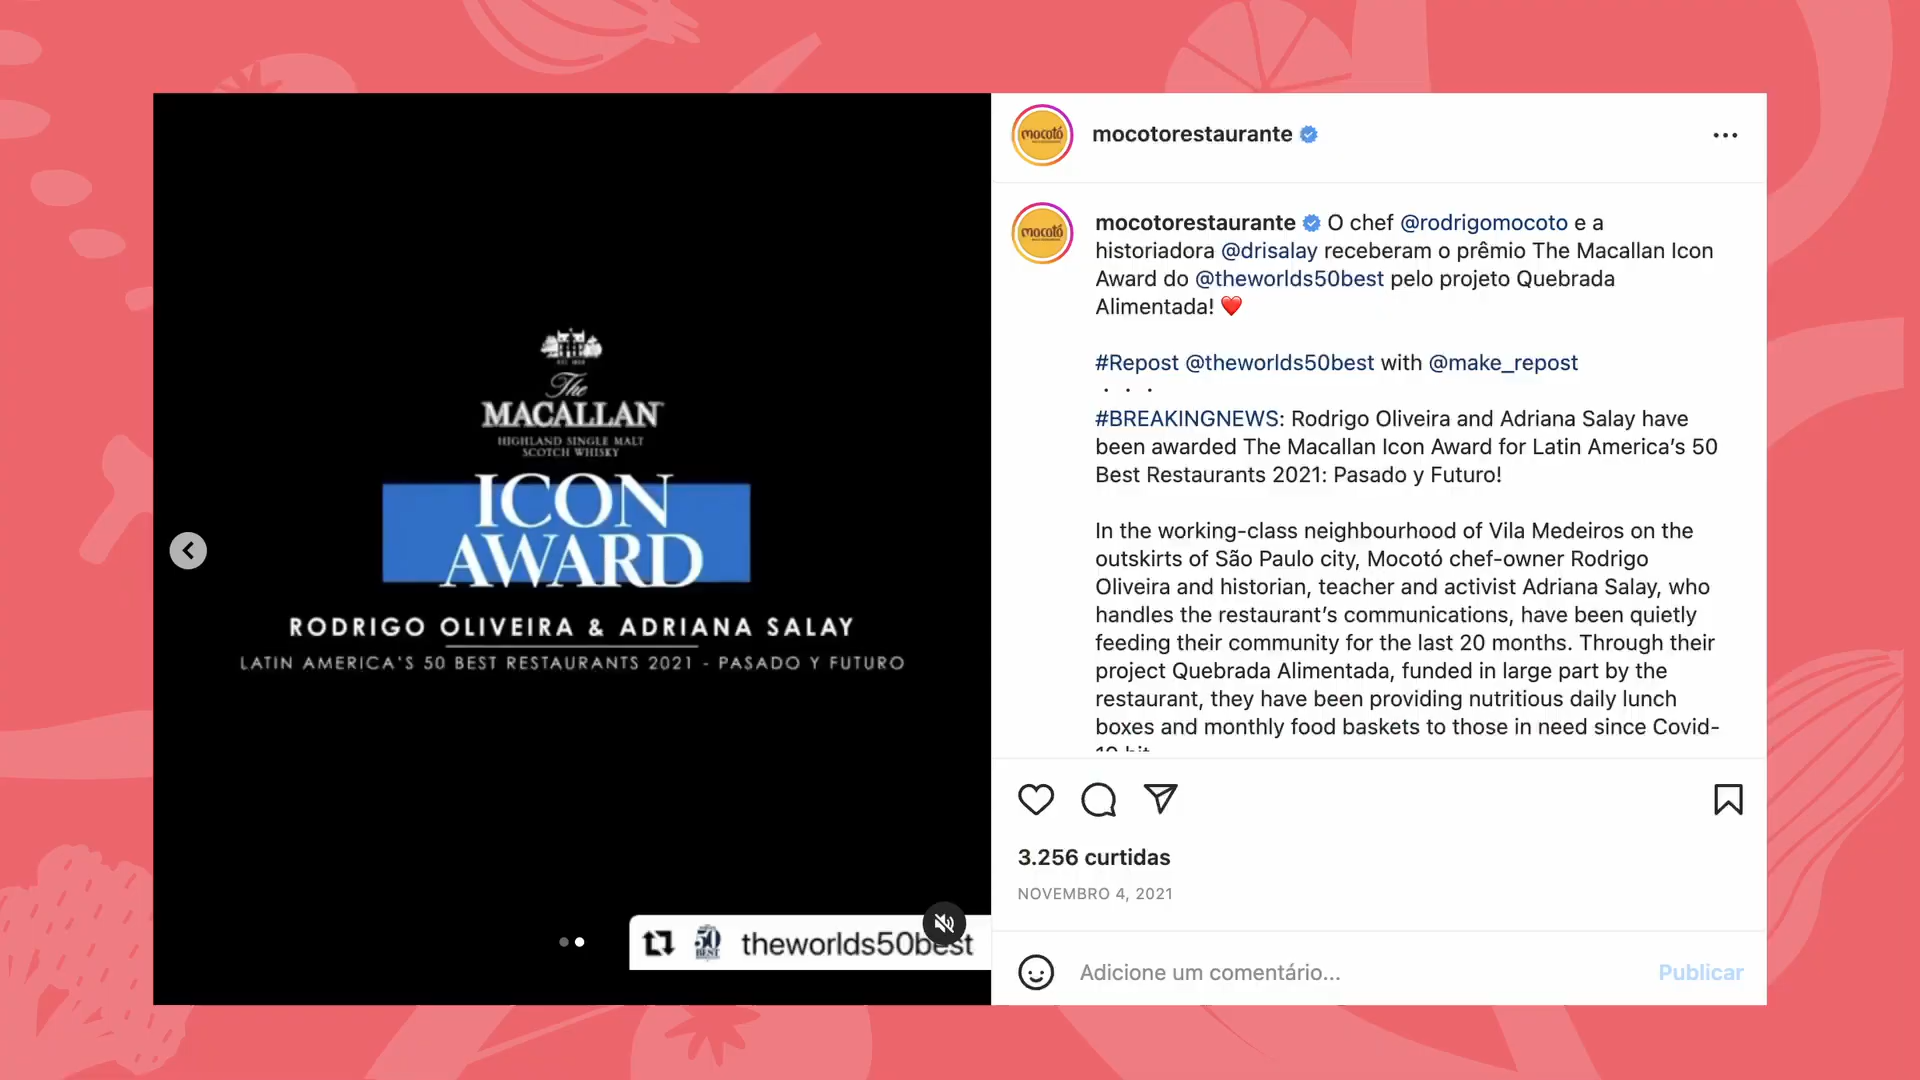 The
MACALLAN
HIGHLAND SINGLE MALT
SCOTCH WHISKY
ICON
AWARD
RODRIGO OLIVEIRA & ADRIANA SALAY
LATIN AMERICA'S 50 BEST RESTAURANTS 2021 - PASADO Y FUTURO
50
BEST
theworlds50best
mocotó
mocotorestaurante
mocotó
mocotorestaurante O chef @rodrigomocoto e a
historiadora @drisalay receberam o prêmio The Macallan Icon
Award do @theworlds50best pelo projeto Quebrada
Alimentada! ❤️
#Repost @theworlds50best with @make_repost
・・・
#BREAKINGNEWS: Rodrigo Oliveira and Adriana Salay have
been awarded The Macallan Icon Award for Latin America’s 50
Best Restaurants 2021: Pasado y Futuro!
In the working-class neighbourhood of Vila Medeiros on the
outskirts of São Paulo city, Mocotó chef-owner Rodrigo
Oliveira and historian, teacher and activist Adriana Salay, who
handles the restaurant’s communications, have been quietly
feeding their community for the last 20 months. Through their
project Quebrada Alimentada, funded in large part by the
restaurant, they have been providing nutritious daily lunch
boxes and monthly food baskets to those in need since Covid-
19 hit
3.256 curtidas
NOVEMBRO 4, 2021
Adicione um comentário...
Publicar